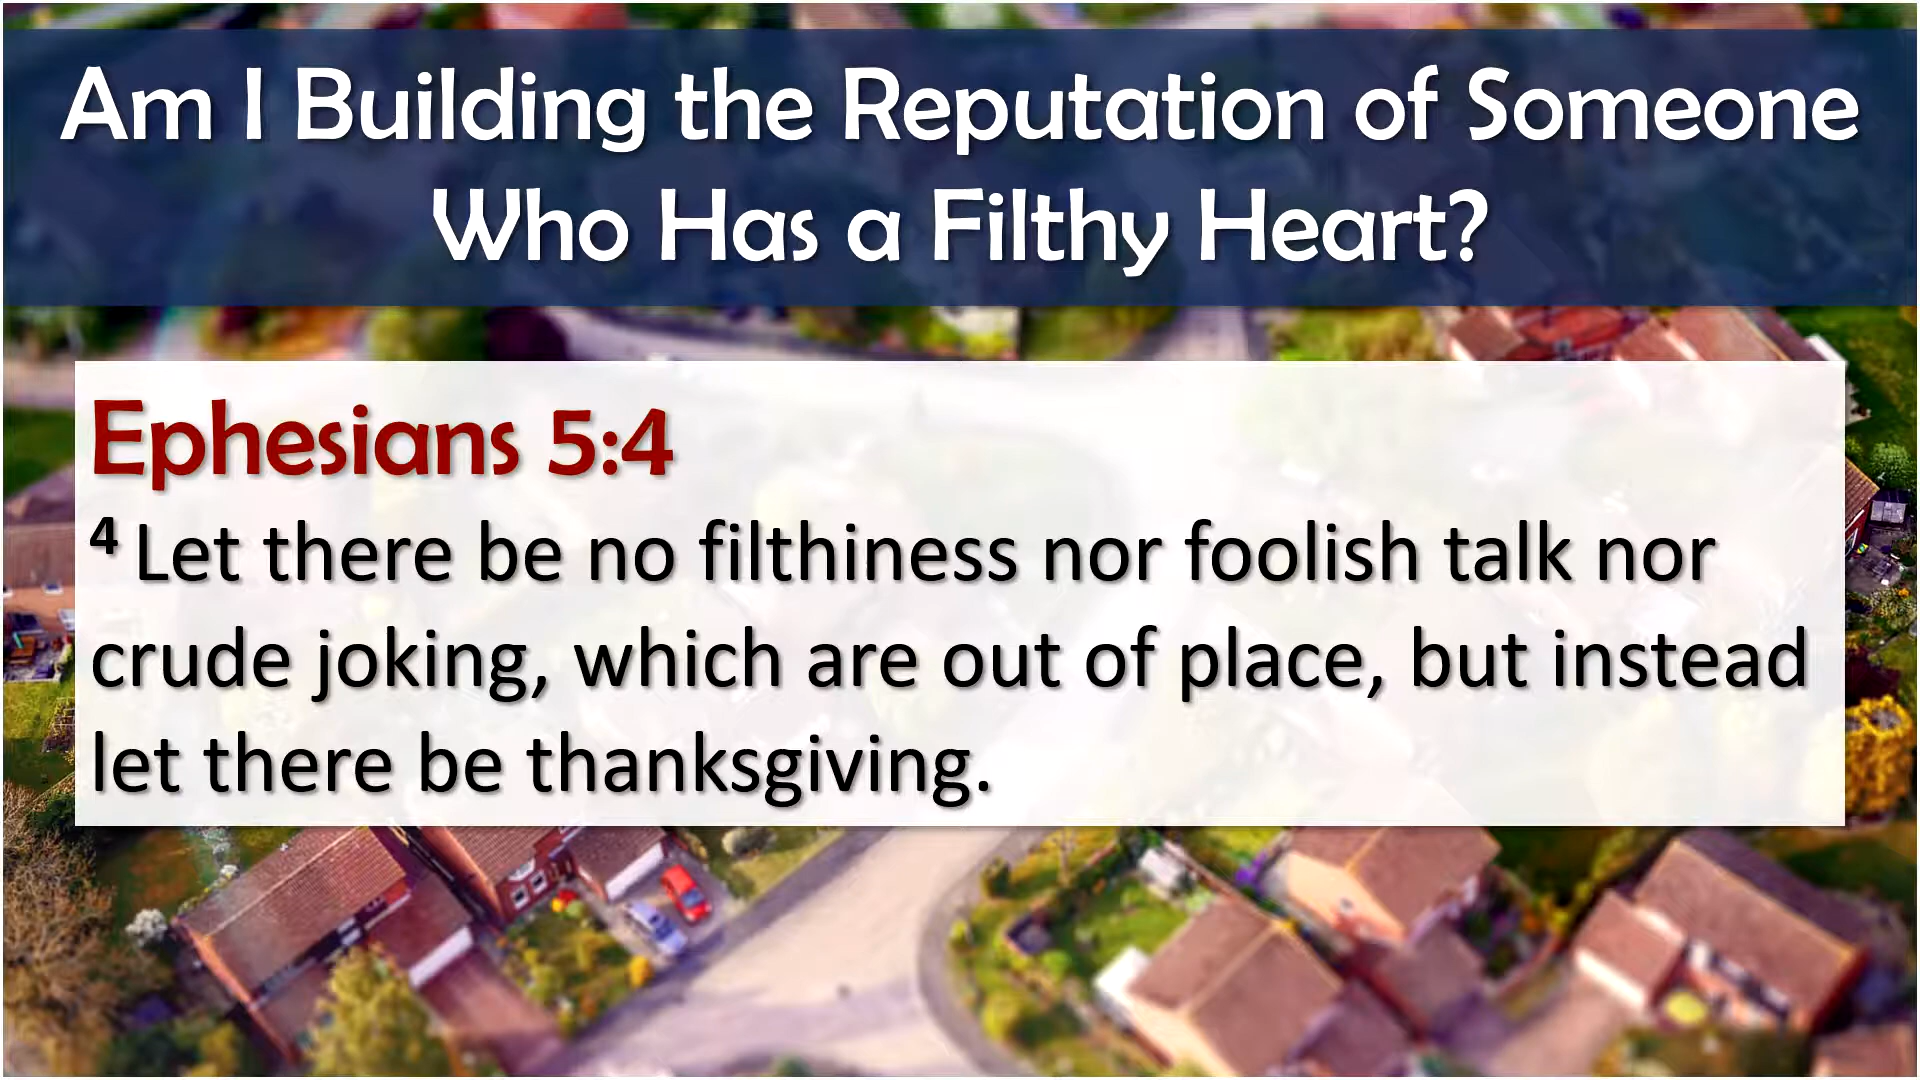 Am I Building the Reputation of Someone
Who Has a Filthy Heart?
Ephesians 5:4
4 Let there be no filthiness nor foolish talk nor
crude joking, which are out of place, but instead
let there be thanksgiving.